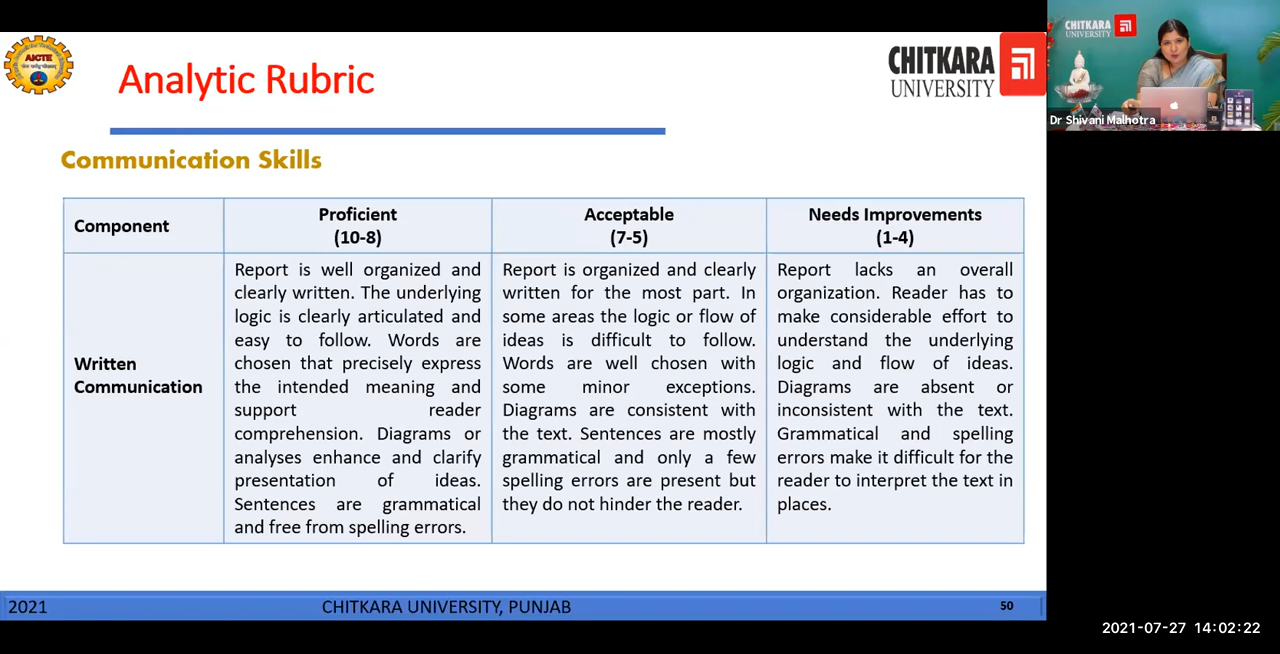 AICTE
Analytic Rubric
CHITKARA
UNIVERSITY
CHITKARA
UNIVERSITY
Dr Shivani Malhotra
Communication Skills
Component
Proficient
(10-8)
Acceptable
(7-5)
Needs Improvements
(1-4)
Written
Communication
Report is well organized and
clearly written. The underlying
logic is clearly articulated and
easy to follow. Words are
chosen that precisely express
the intended meaning and
support reader
comprehension. Diagrams or
analyses enhance and clarify
presentation of ideas.
Sentences are grammatical
and free from spelling errors.
Report is organized and clearly
written for the most part. In
some areas the logic or flow of
ideas is difficult to follow.
Words are well chosen with
some minor exceptions.
Diagrams are consistent with
the text. Sentences are mostly
grammatical and only a few
spelling errors are present but
they do not hinder the reader.
Report lacks an overall
organization. Reader has to
make considerable effort to
understand the underlying
logic and flow of ideas.
Diagrams are absent or
inconsistent with the text.
Grammatical and spelling
errors make it difficult for the
reader to interpret the text in
places.
2021
CHITKARA UNIVERSITY, PUNJAB
50
2021-07-27 14:02:22